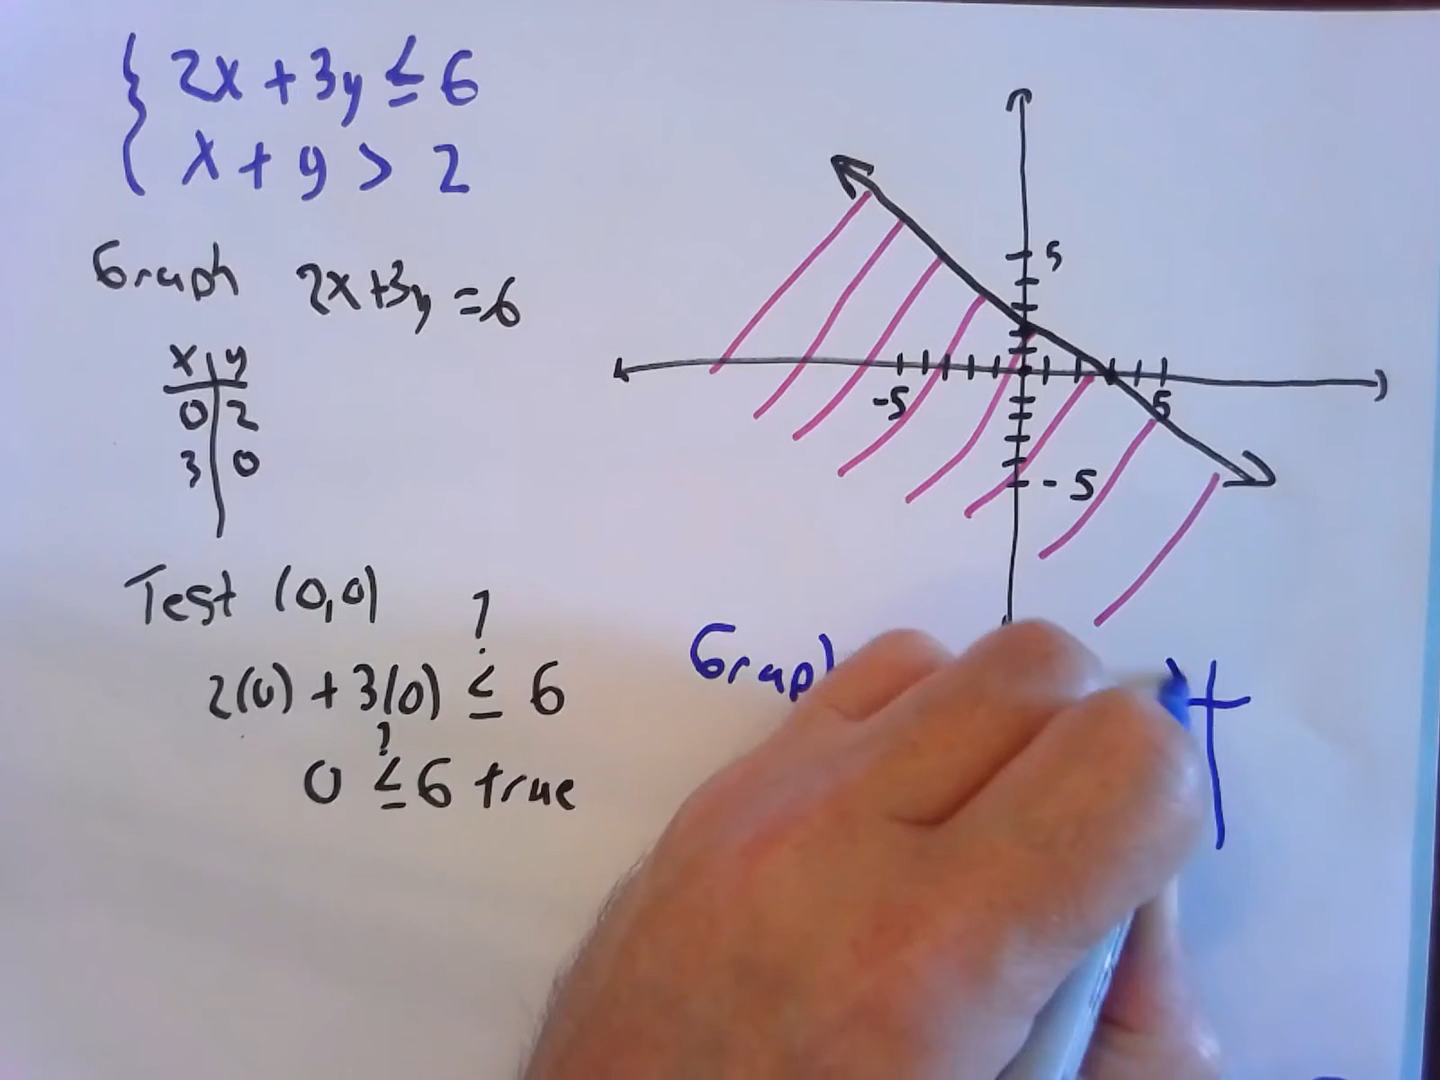 { 2x + 3y ≤ 6
x + y > 2
Graph 2x+3y =6
x | y
0 | 2
3 | 0
Test (0,0)
?
2(0) + 3(0) ≤ 6
?
0 ≤ 6 true
5
-5
5
-5